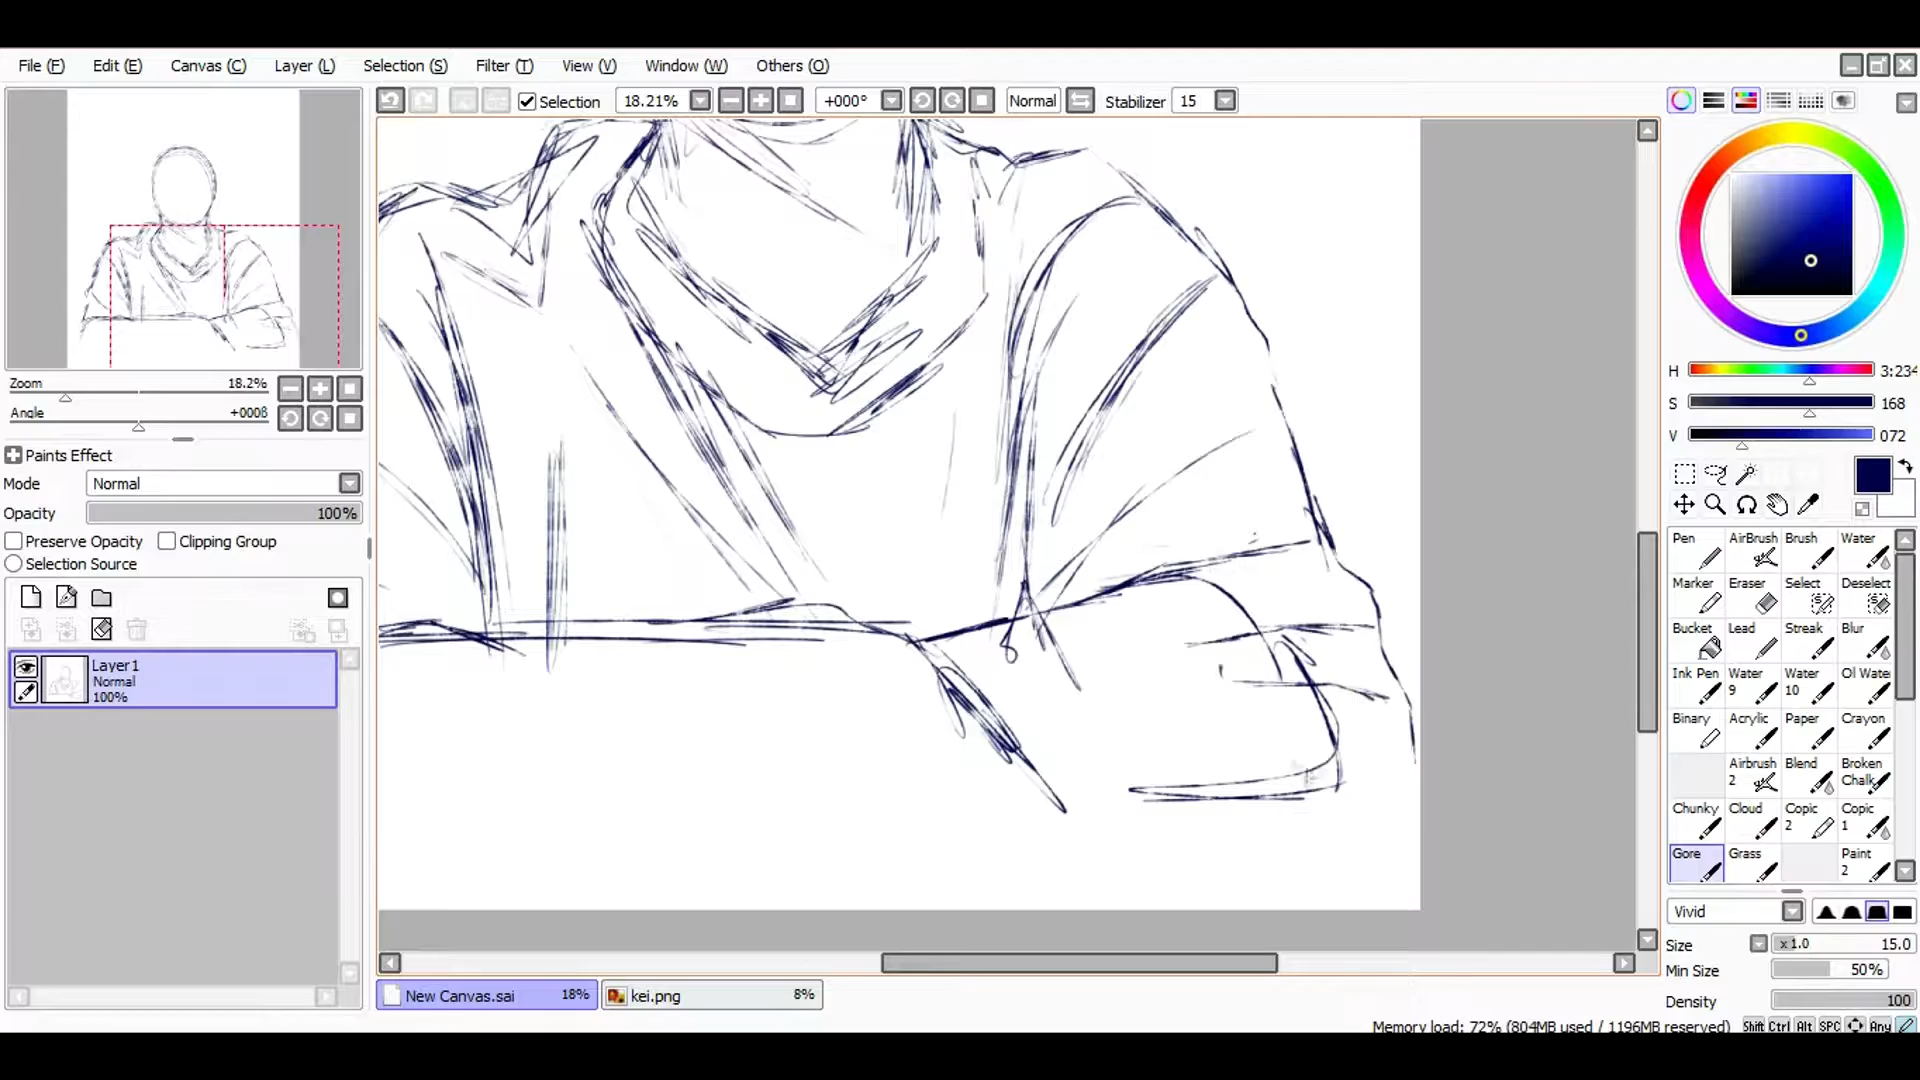 File (F) Edit (E) Canvas (C) Layer (L) Selection (S) Filter (T) View (V) Window (W) Others (O)
Selection 18.21% +000° Normal Stabilizer 15
Zoom 18.2%
Angle +000ß
Paints Effect
Mode Normal
Opacity 100%
Preserve Opacity Clipping Group
Selection Source
Layer1
Normal
100%
H 3:234
S 168
V 072
Pen AirBrush Brush Water
Marker Eraser Select Deselect
Bucket Lead Streak Blur
Ink Pen Water 9 Water 10 Ol Water
Binary Acrylic Paper Crayon
Airbrush 2 Blend Broken Chalk
Chunky Cloud Copic 2 Copic 1
Gore Grass Paint 2
Vivid
Size x1.0 15.0
Min Size 50%
Density 100
New Canvas.sai 18% kei.png 8%
Memory load: 72% (804MB used / 1196MB reserved) Shift Ctrl Alt SPC Any